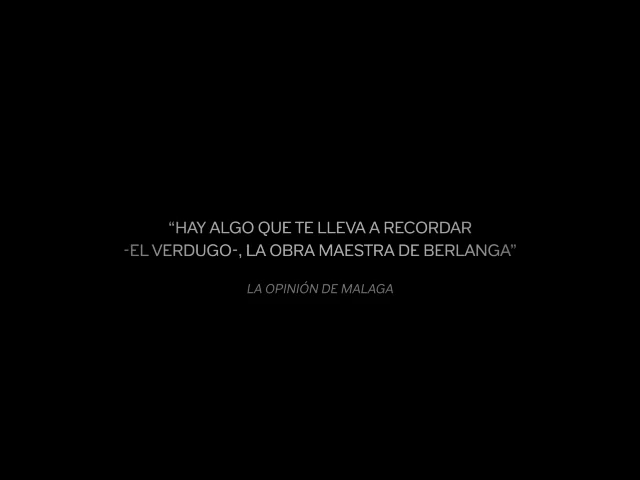 “HAY ALGO QUE TE LLEVA A RECORDAR
-EL VERDUGO-, LA OBRA MAESTRA DE BERLANGA”
LA OPINIÓN DE MALAGA